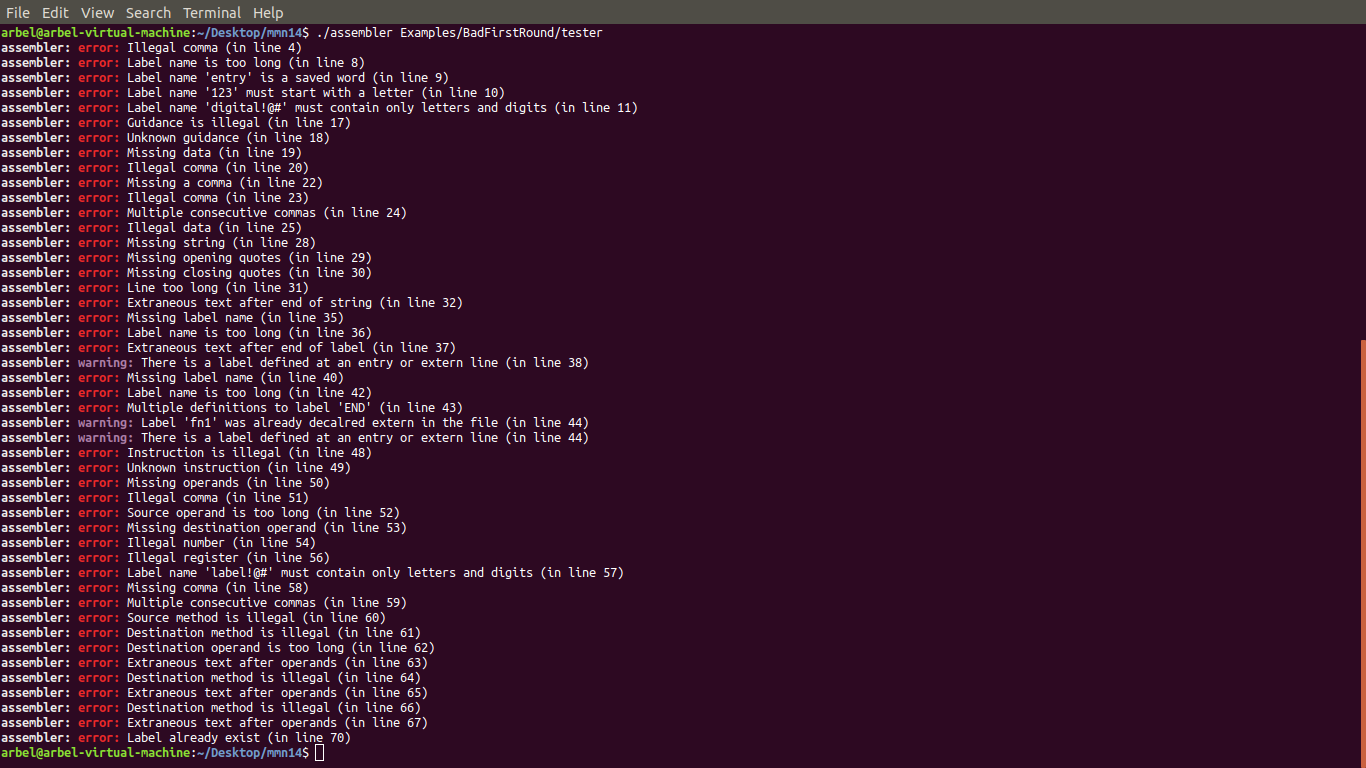 File Edit View Search Terminal Help
arbel@arbel-virtual-machine:~/Desktop/mmn14$ ./assembler Examples/BadFirstRound/tester
assembler: error: Illegal comma (in line 4)
assembler: error: Label name is too long (in line 8)
assembler: error: Label name 'entry' is a saved word (in line 9)
assembler: error: Label name '123' must start with a letter (in line 10)
assembler: error: Label name 'digital!@#' must contain only letters and digits (in line 11)
assembler: error: Guidance is illegal (in line 17)
assembler: error: Unknown guidance (in line 18)
assembler: error: Missing data (in line 19)
assembler: error: Illegal comma (in line 20)
assembler: error: Missing a comma (in line 22)
assembler: error: Illegal comma (in line 23)
assembler: error: Multiple consecutive commas (in line 24)
assembler: error: Illegal data (in line 25)
assembler: error: Missing string (in line 28)
assembler: error: Missing opening quotes (in line 29)
assembler: error: Missing closing quotes (in line 30)
assembler: error: Line too long (in line 31)
assembler: error: Extraneous text after end of string (in line 32)
assembler: error: Missing label name (in line 35)
assembler: error: Label name is too long (in line 36)
assembler: error: Extraneous text after end of label (in line 37)
assembler: warning: There is a label defined at an entry or extern line (in line 38)
assembler: error: Missing label name (in line 40)
assembler: error: Label name is too long (in line 42)
assembler: error: Multiple definitions to label 'END' (in line 43)
assembler: warning: Label 'fn1' was already decalred extern in the file (in line 44)
assembler: warning: There is a label defined at an entry or extern line (in line 44)
assembler: error: Instruction is illegal (in line 48)
assembler: error: Unknown instruction (in line 49)
assembler: error: Missing operands (in line 50)
assembler: error: Illegal comma (in line 51)
assembler: error: Source operand is too long (in line 52)
assembler: error: Missing destination operand (in line 53)
assembler: error: Illegal number (in line 54)
assembler: error: Illegal register (in line 56)
assembler: error: Label name 'label!@#' must contain only letters and digits (in line 57)
assembler: error: Missing comma (in line 58)
assembler: error: Multiple consecutive commas (in line 59)
assembler: error: Source method is illegal (in line 60)
assembler: error: Destination method is illegal (in line 61)
assembler: error: Destination operand is too long (in line 62)
assembler: error: Extraneous text after operands (in line 63)
assembler: error: Destination method is illegal (in line 64)
assembler: error: Extraneous text after operands (in line 65)
assembler: error: Destination method is illegal (in line 66)
assembler: error: Extraneous text after operands (in line 67)
assembler: error: Label already exist (in line 70)
arbel@arbel-virtual-machine:~/Desktop/mmn14$